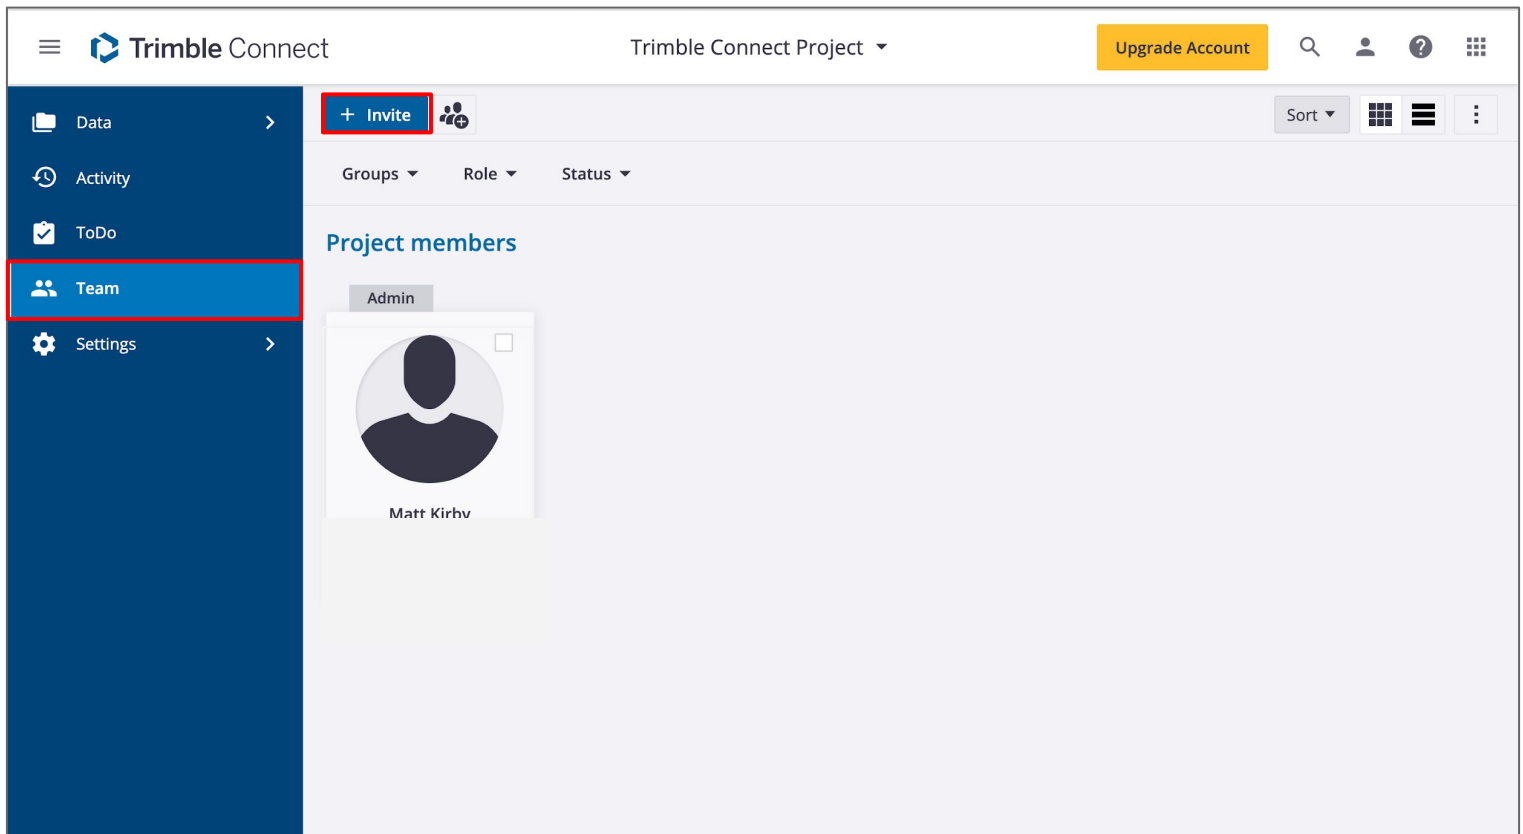 Trimble Connect
Trimble Connect Project
Upgrade Account
Data
Activity
ToDo
Team
Settings
+ Invite
Sort
Groups
Role
Status
Project members
Admin
Matt Kirby